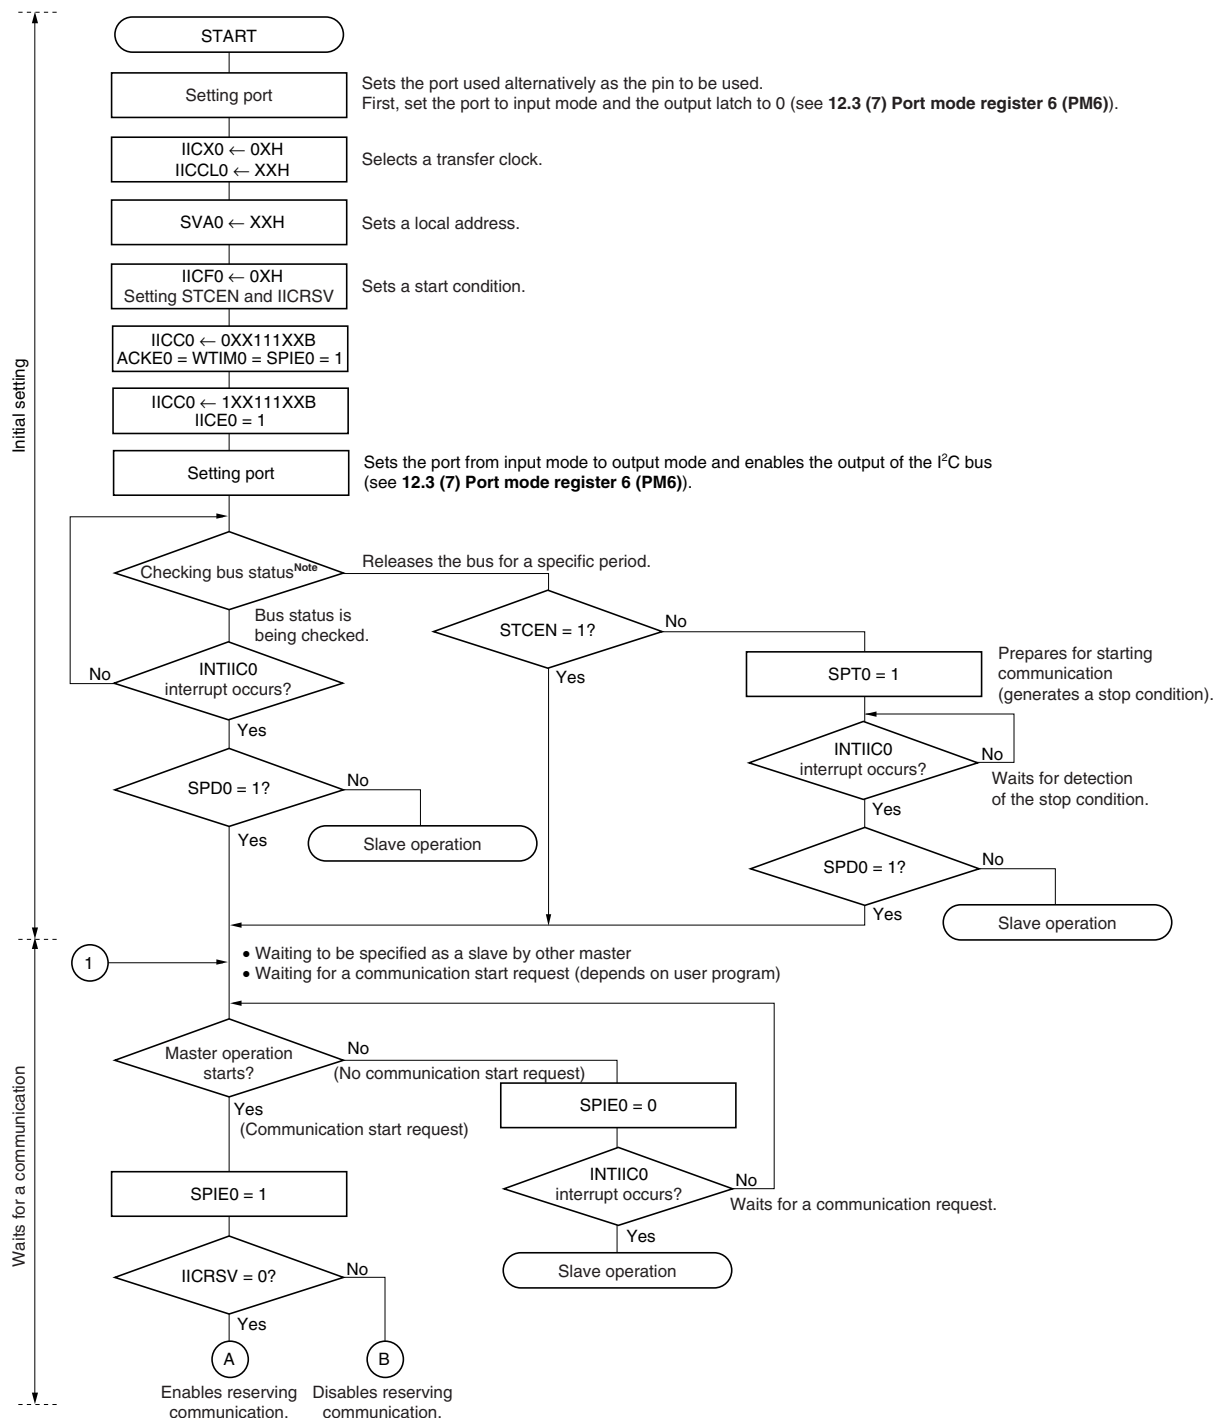 START
Setting port
Sets the port used alternatively as the pin to be used.
First, set the port to input mode and the output latch to 0 (see 12.3 (7) Port mode register 6 (PM6)).
IICX0 ← 0XH
IICCL0 ← XXH
Selects a transfer clock.
SVA0 ← XXH
Sets a local address.
IICF0 ← 0XH
Setting STCEN and IICRSV
Sets a start condition.
IICC0 ← 0XX111XXB
ACKE0 = WTIM0 = SPIE0 = 1
IICC0 ← 1XX111XXB
IICE0 = 1
Initial setting
Setting port
Sets the port from input mode to output mode and enables the output of the I²C bus
(see 12.3 (7) Port mode register 6 (PM6)).
Checking bus statusNote
Releases the bus for a specific period.
Bus status is
being checked.
STCEN = 1?
No
Yes
SPT0 = 1
Prepares for starting
communication
(generates a stop condition).
INTIIC0
interrupt occurs?
No
Yes
INTIIC0
interrupt occurs?
No
Waits for detection
of the stop condition.
Yes
SPD0 = 1?
No
Yes
Slave operation
SPD0 = 1?
No
Yes
Slave operation
1
• Waiting to be specified as a slave by other master
• Waiting for a communication start request (depends on user program)
Waits for a communication
Master operation
starts?
No
(No communication start request)
Yes
(Communication start request)
SPIE0 = 0
INTIIC0
interrupt occurs?
No
Waits for a communication request.
Yes
Slave operation
SPIE0 = 1
IICRSV = 0?
No
Yes
A
B
Enables reserving
communication.
Disables reserving
communication.